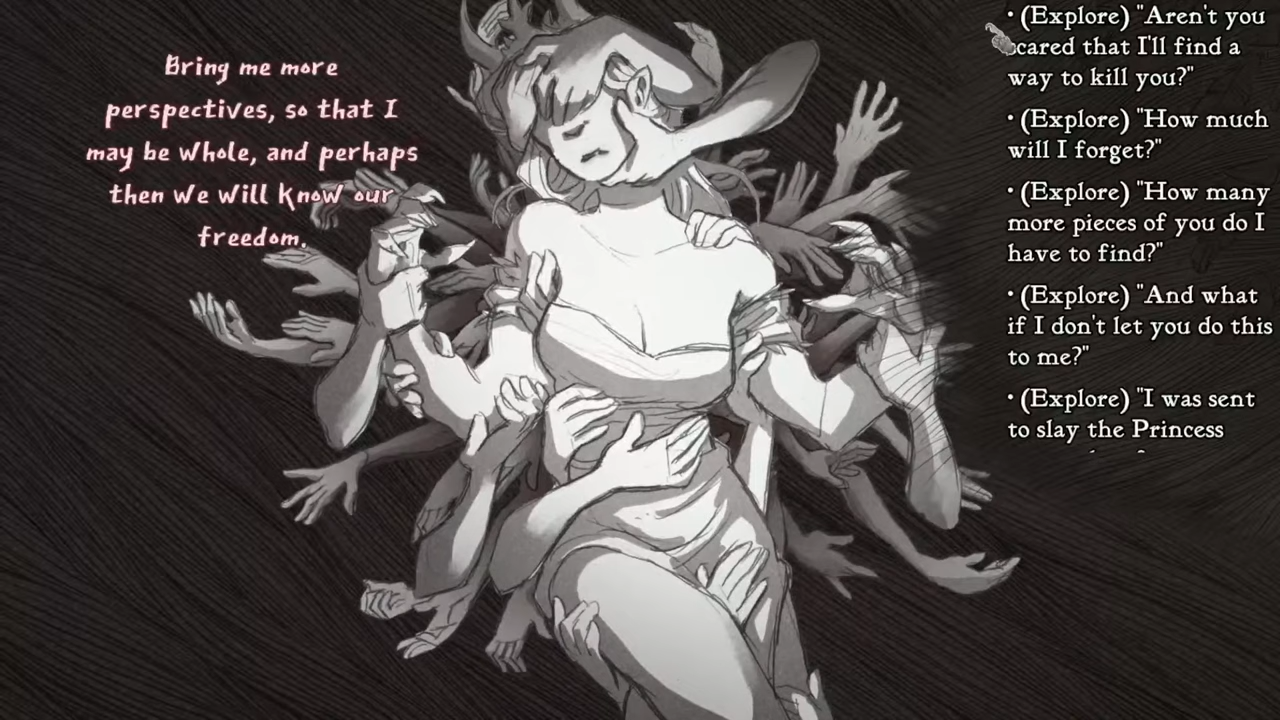 Bring me more
perspectives, so that I
may be whole, and perhaps
then we will know our
freedom.
• (Explore) "Aren't you
scared that I'll find a
way to kill you?"
• (Explore) "How much
will I forget?"
• (Explore) "How many
more pieces of you do I
have to find?"
• (Explore) "And what
if I don't let you do this
to me?"
• (Explore) "I was sent
to slay the Princess